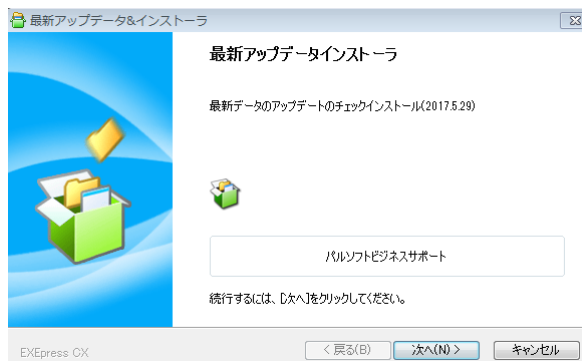 最新アップデータ&インストーラ
最新アップデータインストーラ
最新データのアップデートのチェックインストール(2017.5.29)
パルソフトビジネスサポート
続行するには、[次へ]をクリックしてください。
EXEpress CX
< 戻る(B)
次へ(N) >
キャンセル